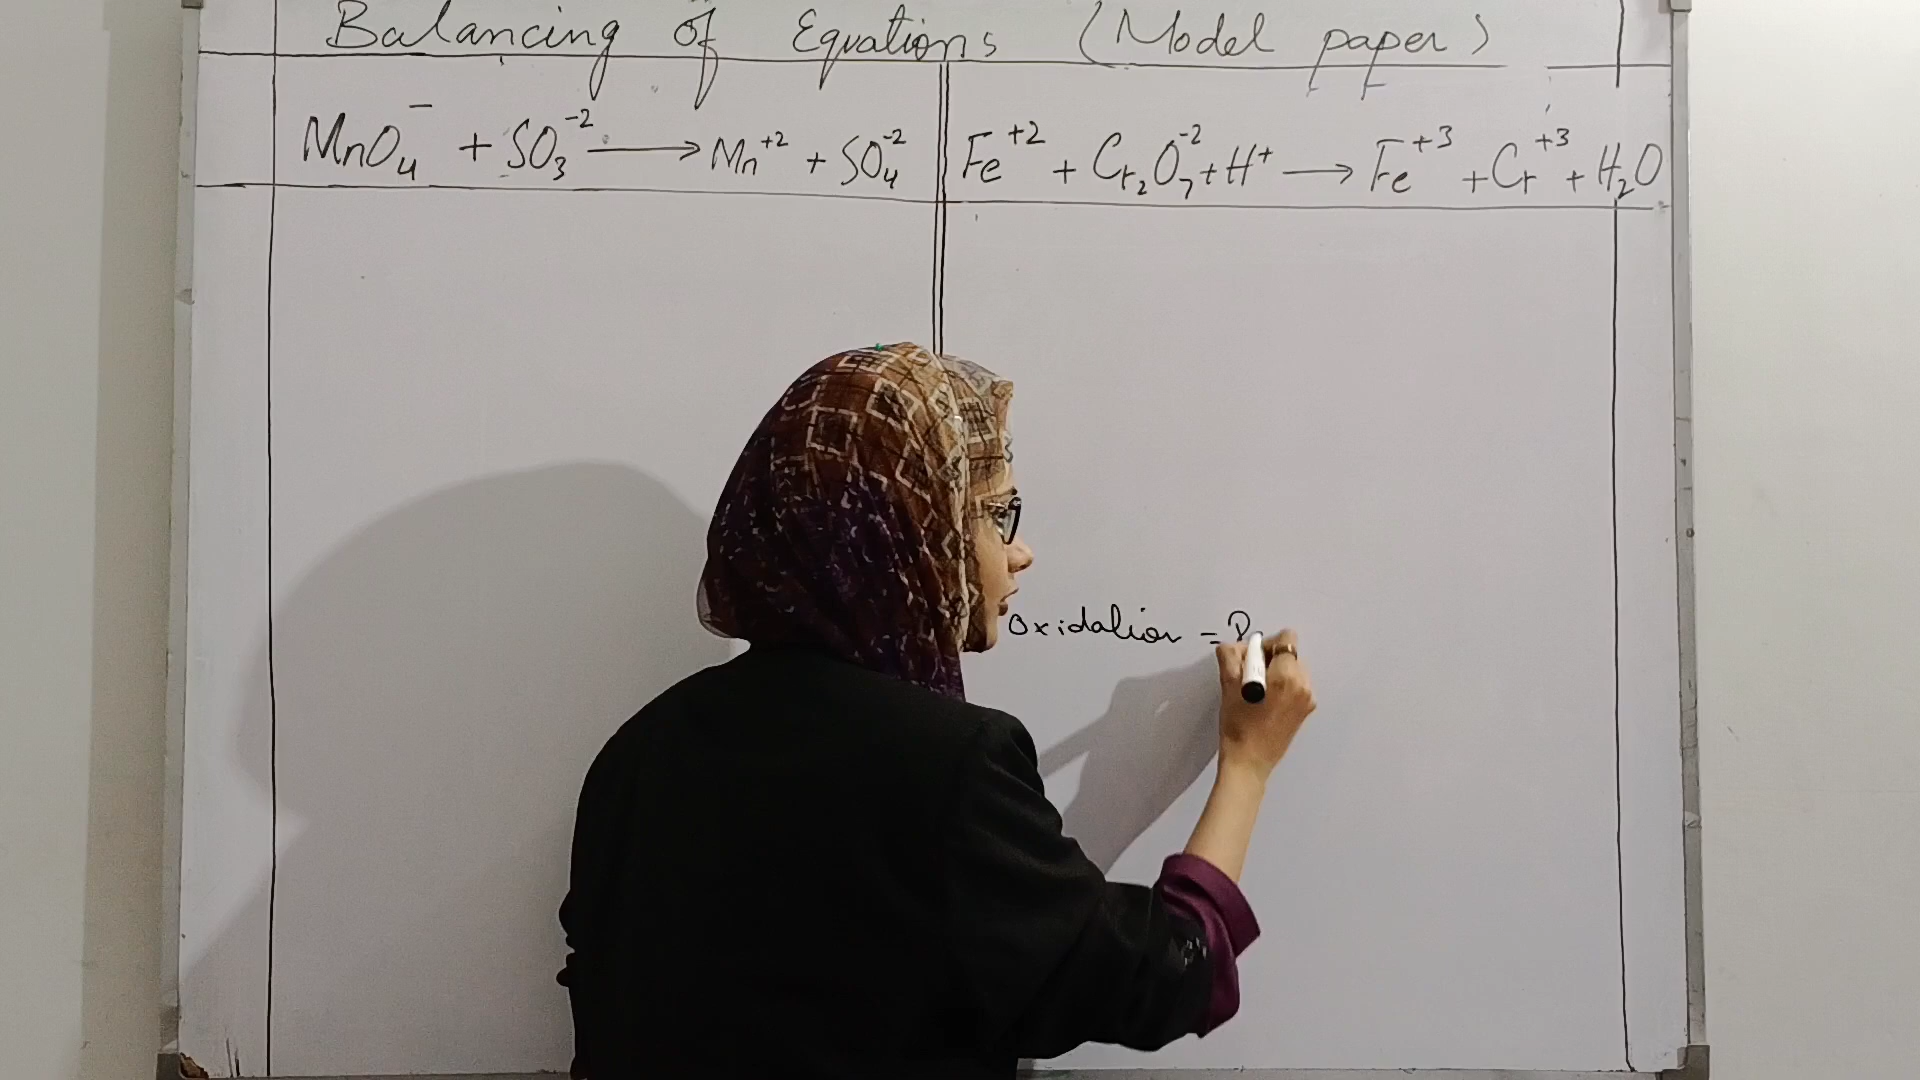 Balancing of Equations (Model paper)
MnO₄⁻ + SO₃⁻² → Mn⁺² + SO₄⁻²
Fe⁺² + Cr₂O₇⁻² + H⁺ → Fe⁺³ + Cr⁺³ + H₂O
Oxidation =